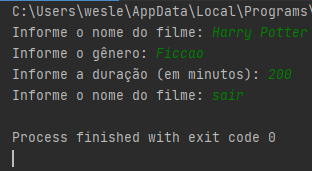 C:\Users\wesle\AppData\Local\Programs\
Informe o nome do filme: Harry Potter
Informe o gênero: Ficcao
Informe a duração (em minutos): 200
Informe o nome do filme: sair
Process finished with exit code 0